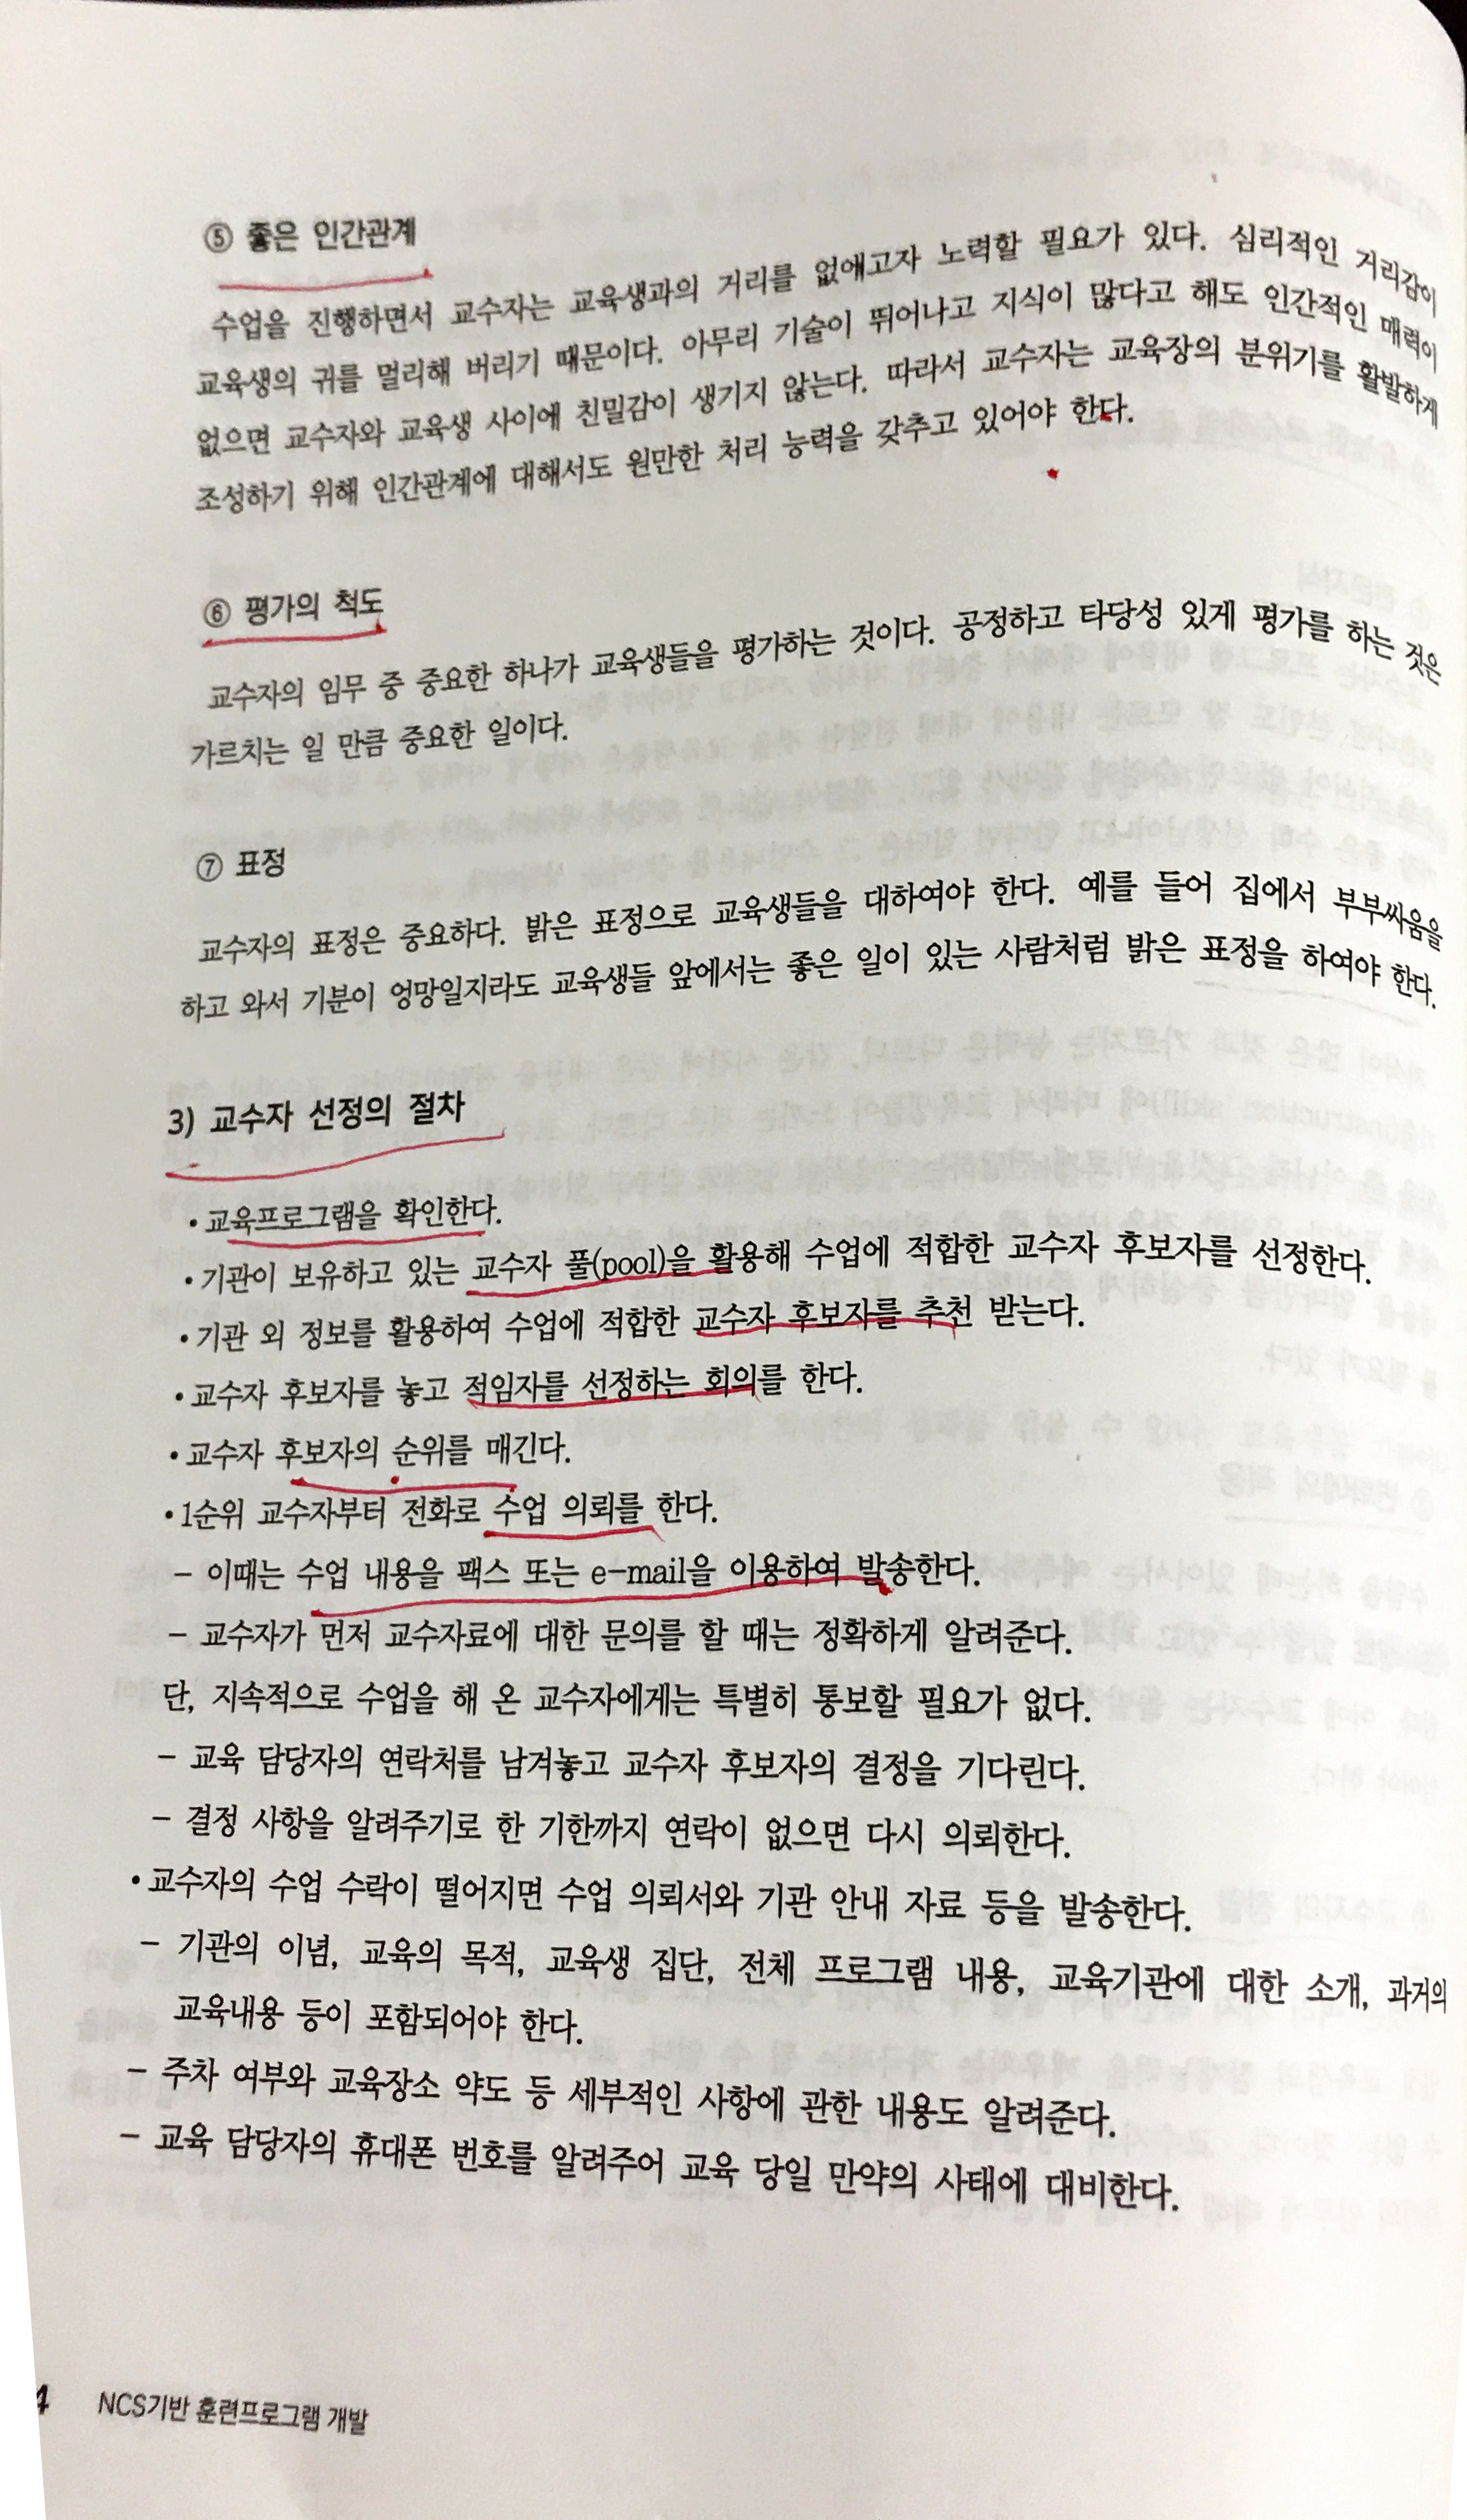 ⑤ 좋은 인간관계
수업을 진행하면서 교수자는 교육생과의 거리를 없애고자 노력할 필요가 있다. 심리적인 거리감이
교육생의 귀를 멀리해 버리기 때문이다. 아무리 기술이 뛰어나고 지식이 많다고 해도 인간적인 매력이
없으면 교수자와 교육생 사이에 친밀감이 생기지 않는다. 따라서 교수자는 교육장의 분위기를 활발하게
조성하기 위해 인간관계에 대해서도 원만한 처리 능력을 갖추고 있어야 한다.
⑥ 평가의 척도
교수자의 임무 중 중요한 하나가 교육생들을 평가하는 것이다. 공정하고 타당성 있게 평가를 하는 것은
가르치는 일 만큼 중요한 일이다.
⑦ 표정
교수자의 표정은 중요하다. 밝은 표정으로 교육생들을 대하여야 한다. 예를 들어 집에서 부부싸움을
하고 와서 기분이 엉망일지라도 교육생들 앞에서는 좋은 일이 있는 사람처럼 밝은 표정을 하여야 한다.
3) 교수자 선정의 절차
•교육프로그램을 확인한다.
•기관이 보유하고 있는 교수자 풀(pool)을 활용해 수업에 적합한 교수자 후보자를 선정한다.
•기관 외 정보를 활용하여 수업에 적합한 교수자 후보자를 추천 받는다.
•교수자 후보자를 놓고 적임자를 선정하는 회의를 한다.
•교수자 후보자의 순위를 매긴다.
•1순위 교수자부터 전화로 수업 의뢰를 한다.
– 이때는 수업 내용을 팩스 또는 e-mail을 이용하여 발송한다.
– 교수자가 먼저 교수자료에 대한 문의를 할 때는 정확하게 알려준다.
단, 지속적으로 수업을 해 온 교수자에게는 특별히 통보할 필요가 없다.
– 교육 담당자의 연락처를 남겨놓고 교수자 후보자의 결정을 기다린다.
– 결정 사항을 알려주기로 한 기한까지 연락이 없으면 다시 의뢰한다.
•교수자의 수업 수락이 떨어지면 수업 의뢰서와 기관 안내 자료 등을 발송한다.
– 기관의 이념, 교육의 목적, 교육생 집단, 전체 프로그램 내용, 교육기관에 대한 소개, 과거의
교육내용 등이 포함되어야 한다.
– 주차 여부와 교육장소 약도 등 세부적인 사항에 관한 내용도 알려준다.
– 교육 담당자의 휴대폰 번호를 알려주어 교육 당일 만약의 사태에 대비한다.
4 NCS기반 훈련프로그램 개발